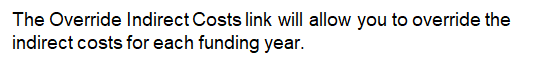 The Override Indirect Costs link will allow you to override the
indirect costs for each funding year.